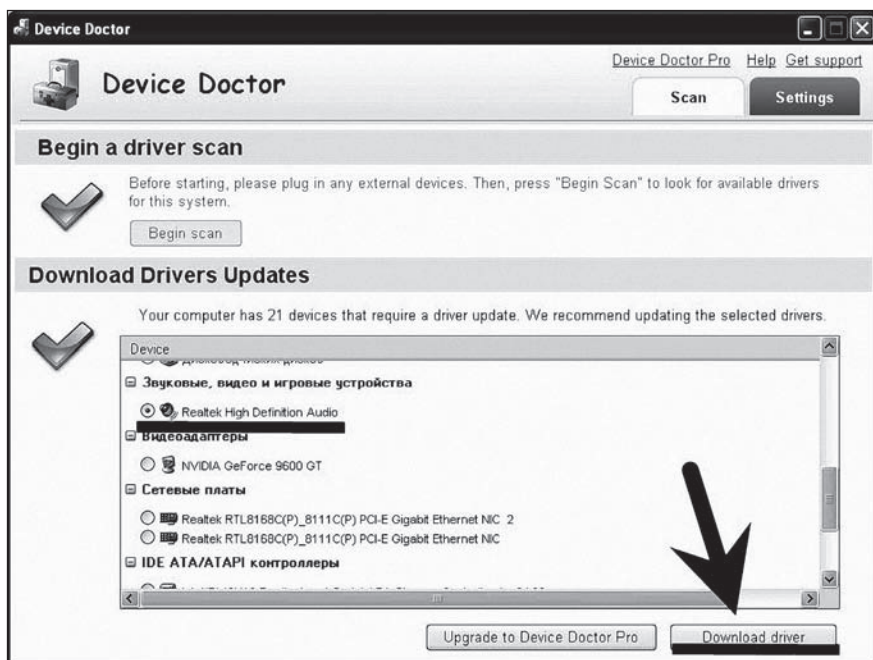 Device Doctor
Device Doctor Pro Help Get support
Device Doctor
Scan Settings
Begin a driver scan
Before starting, please plug in any external devices. Then, press "Begin Scan" to look for available drivers
for this system.
Begin scan
Download Drivers Updates
Your computer has 21 devices that require a driver update. We recommend updating the selected drivers.
Device
Звуковые, видео и игровые устройства
Realtek High Definition Audio
Видеоадаптеры
NVIDIA GeForce 9600 GT
Сетевые платы
Realtek RTL8168C(P)_8111C(P) PCI-E Gigabit Ethernet NIC 2
Realtek RTL8168C(P)_8111C(P) PCI-E Gigabit Ethernet NIC
IDE ATA/ATAPI контроллеры
Upgrade to Device Doctor Pro Download driver